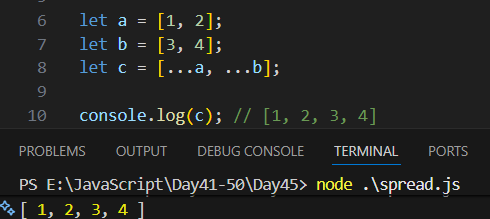 6 let a = [1, 2];
7 let b = [3, 4];
8 let c = [...a, ...b];
9
10 console.log(c); // [1, 2, 3, 4]
PROBLEMS OUTPUT DEBUG CONSOLE TERMINAL PORTS
PS E:\JavaScript\Day41-50\Day45> node .\spread.js
[ 1, 2, 3, 4 ]